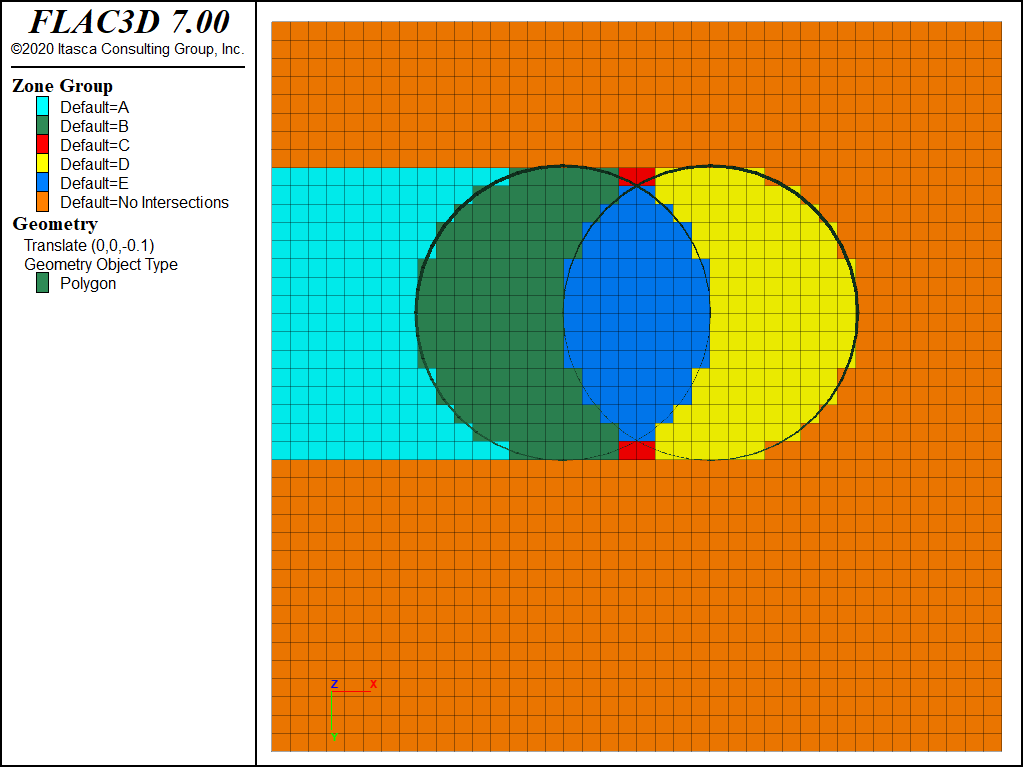 FLAC3D 7.00
©2020 Itasca Consulting Group, Inc.
Zone Group
Default=A
Default=B
Default=C
Default=D
Default=E
Default=No Intersections
Geometry
Translate (0,0,-0.1)
Geometry Object Type
Polygon
Z X
Y